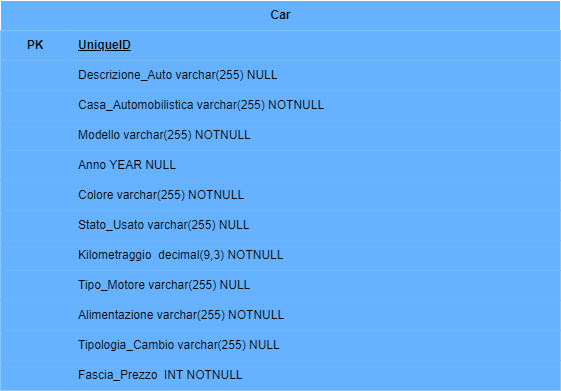 Car
PK UniqueID
Descrizione_Auto varchar(255) NULL
Casa_Automobilistica varchar(255) NOTNULL
Modello varchar(255) NOTNULL
Anno YEAR NULL
Colore varchar(255) NOTNULL
Stato_Usato varchar(255) NULL
Kilometraggio decimal(9,3) NOTNULL
Tipo_Motore varchar(255) NULL
Alimentazione varchar(255) NOTNULL
Tipologia_Cambio varchar(255) NULL
Fascia_Prezzo INT NOTNULL